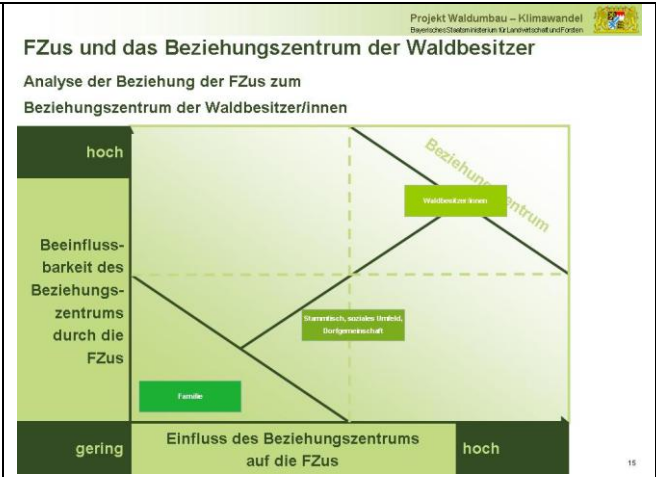 Projekt Waldumbau – Klimawandel
Bayerisches Staatsministerium für Landwirtschaft und Forsten
FZus und das Beziehungszentrum der Waldbesitzer
Analyse der Beziehung der FZus zum
Beziehungszentrum der Waldbesitzer/innen
hoch
Beziehungszentrum
Waldbesitzer/innen
Beeinfluss-
barkeit des
Beziehungs-
zentrums
durch die
FZus
Stammtisch, soziales Umfeld,
Dorfgemeinschaft
Familie
gering
Einfluss des Beziehungszentrums
auf die FZus
hoch
15